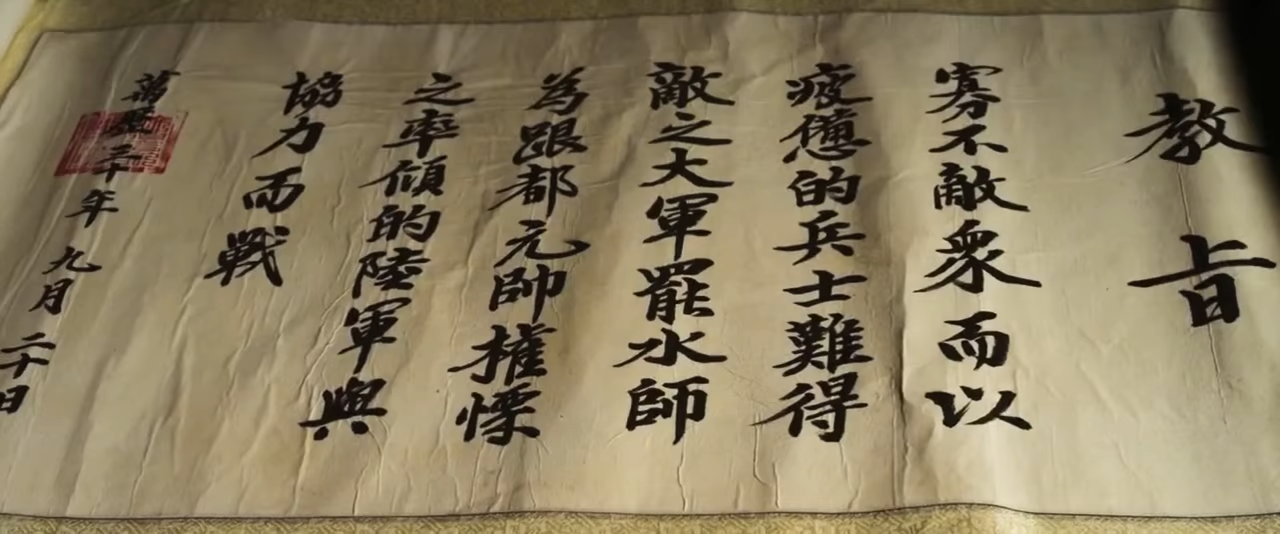 教旨
寡不敵衆而以
疲憊的兵士難得
敵之大軍罷水師
為跟都元帥權慄
之率傾的陸軍與
協力而戰
萬曆三十年九月二十日